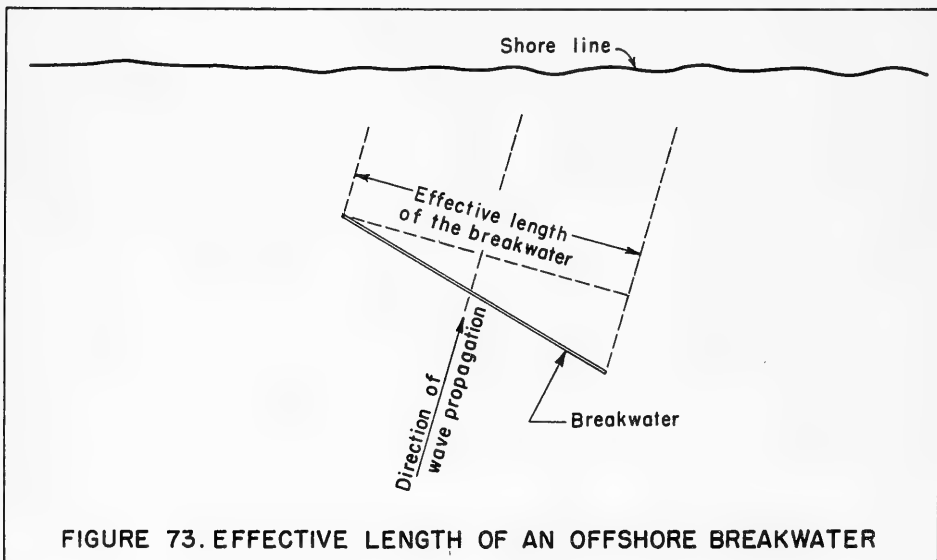 Shore line
Effective length
of the breakwater
Direction of
wave propagation
Breakwater
FIGURE 73. EFFECTIVE LENGTH OF AN OFFSHORE BREAKWATER